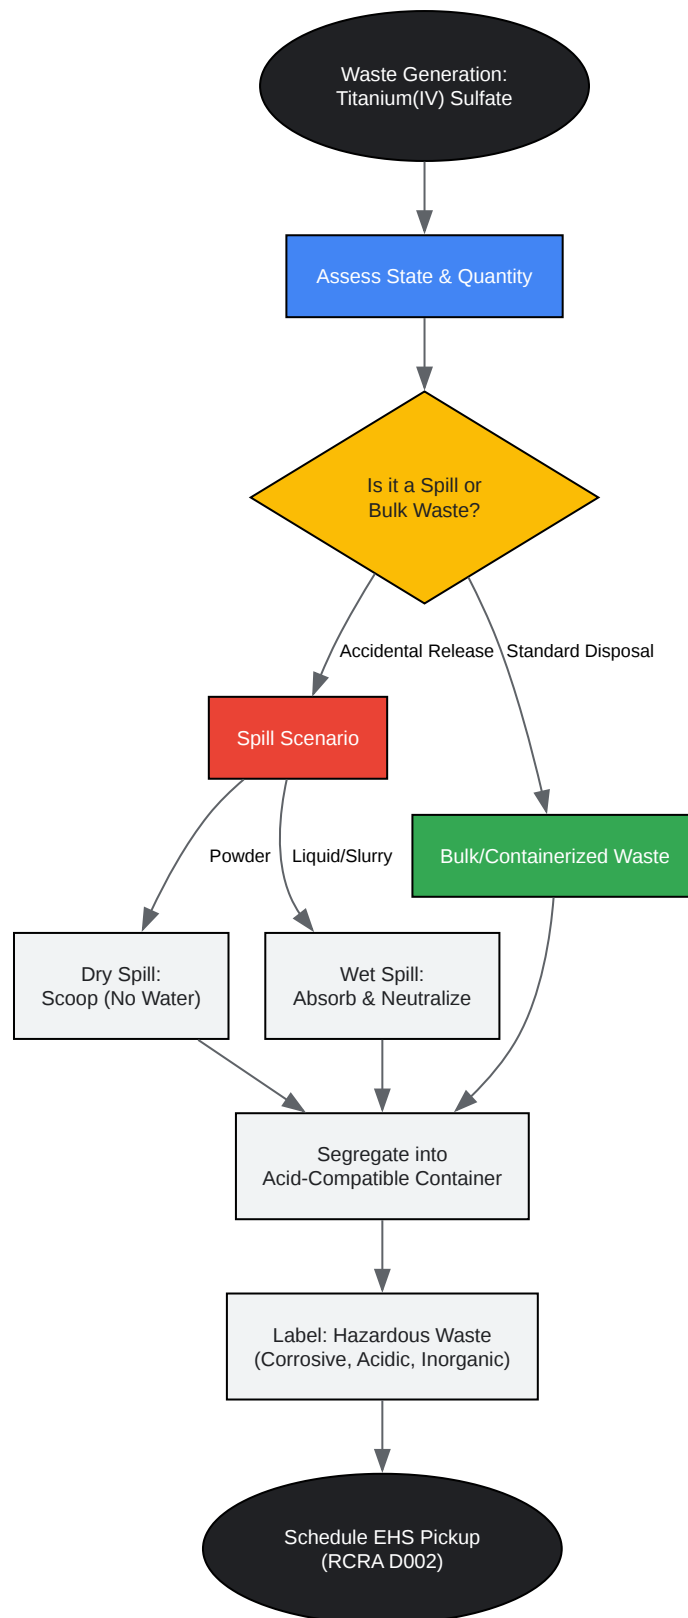 Waste Generation:
Titanium(IV) Sulfate
Assess State & Quantity
Is it a Spill or
Bulk Waste?
Accidental Release
Standard Disposal
Spill Scenario
Bulk/Containerized Waste
Powder
Liquid/Slurry
Dry Spill:
Scoop (No Water)
Wet Spill:
Absorb & Neutralize
Segregate into
Acid-Compatible Container
Label: Hazardous Waste
(Corrosive, Acidic, Inorganic)
Schedule EHS Pickup
(RCRA D002)